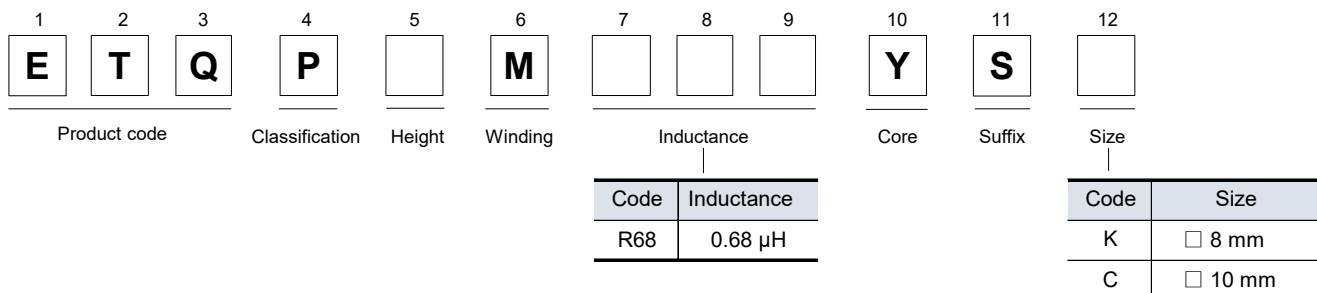 1 2 3 4 5 6 7 8 9 10 11 12
E T Q P M Y S
Product code Classification Height Winding Inductance Core Suffix Size
Code Inductance
R68 0.68 µH
Code Size
K □ 8 mm
C □ 10 mm